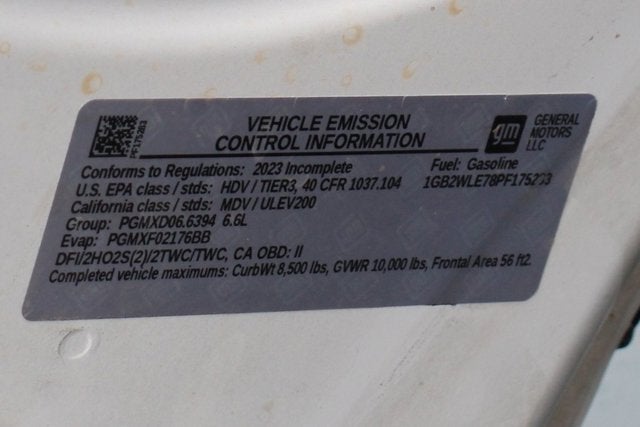 VEHICLE EMISSION
CONTROL INFORMATION
gm
GENERAL
MOTORS
LLC
PF175263
Conforms to Regulations: 2023 Incomplete
Fuel: Gasoline
U.S. EPA class / stds: HDV / TIER3, 40 CFR 1037.104
California class / stds: MDV / ULEV200
Group: PGMXD06.6394 6.6L
Evap: PGMXF02176BB
DFI/2HO2S(2)/2TWC/TWC, CA OBD: II
Completed vehicle maximums: CurbWt 8,500 lbs, GVWR 10,000 lbs, Frontal Area 56 ft2.